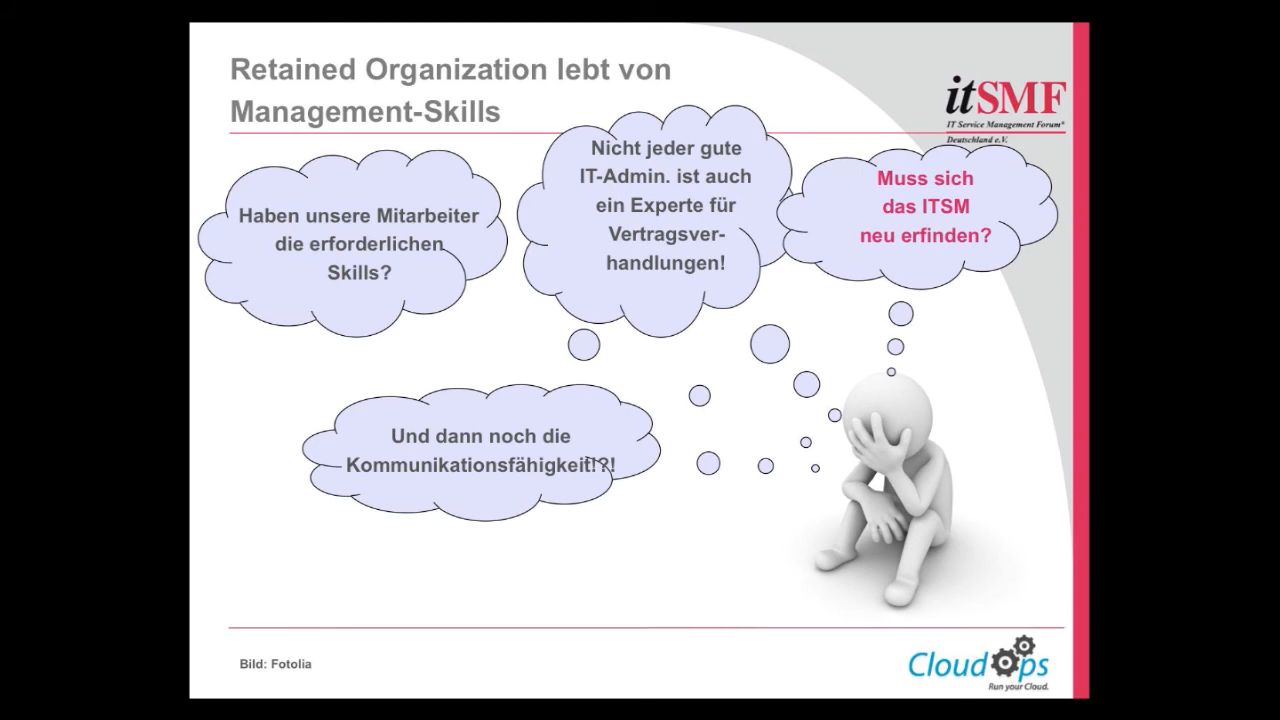 Retained Organization lebt von
Management-Skills
itSMF
IT Service Management Forum®
Deutschland e.V.
Haben unsere Mitarbeiter
die erforderlichen
Skills?
Nicht jeder gute
IT-Admin. ist auch
ein Experte für
Vertragsver-
handlungen!
Muss sich
das ITSM
neu erfinden?
Und dann noch die
Kommunikationsfähigkeit!?!
Bild: Fotolia
CloudOps
Run your Cloud.